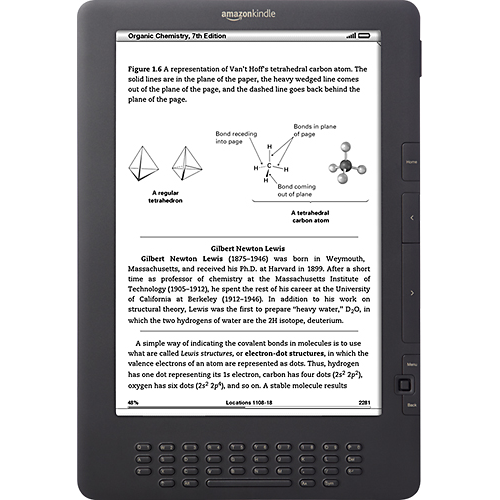 amazonkindle
Organic Chemistry, 7th Edition
Figure 1.6 A representation of Van't Hoff's tetrahedral carbon atom. The
solid lines are in the plane of the paper, the heavy wedged line comes
out of the plane of the page, and the dashed line goes back behind the
plane of the page.
Bond receding
into page
Bonds in plane
of page
H
H
C
H
H
Bond coming
out of plane
A regular
tetrahedron
A tetrahedral
carbon atom
Gilbert Newton Lewis
Gilbert Newton Lewis (1875–1946) was born in Weymouth,
Massachusetts, and received his Ph.D. at Harvard in 1899. After a short
time as professor of chemistry at the Massachusetts Institute of
Technology (1905–1912), he spent the rest of his career at the University
of California at Berkeley (1912–1946). In addition to his work on
structural theory, Lewis was the first to prepare “heavy water,” D₂O, in
which the two hydrogens of water are the 2H isotope, deuterium.
A simple way of indicating the covalent bonds in molecules is to use
what are called Lewis structures, or electron-dot structures, in which the
valence electrons of an atom are represented as dots. Thus, hydrogen
has one dot representing its 1s electron, carbon has four dots (2s² 2p²),
oxygen has six dots (2s² 2p⁴), and so on. A stable molecule results
48% Locations 1108-18 2281
Home
<
>
Menu
Back